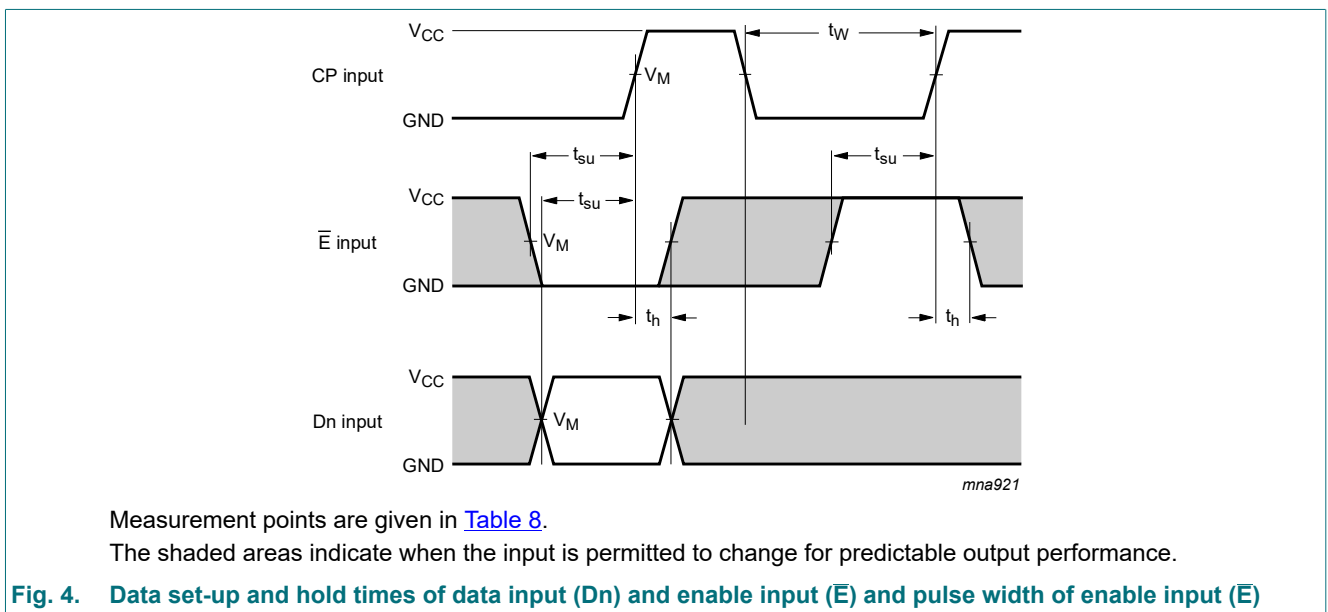 VCC
tW
CP input
VM
GND
tsu
tsu
VCC
tsu
E̅ input
VM
GND
th
th
VCC
Dn input
VM
GND
mna921
Measurement points are given in Table 8.
The shaded areas indicate when the input is permitted to change for predictable output performance.
Fig. 4. Data set-up and hold times of data input (Dn) and enable input (E̅) and pulse width of enable input (E̅)